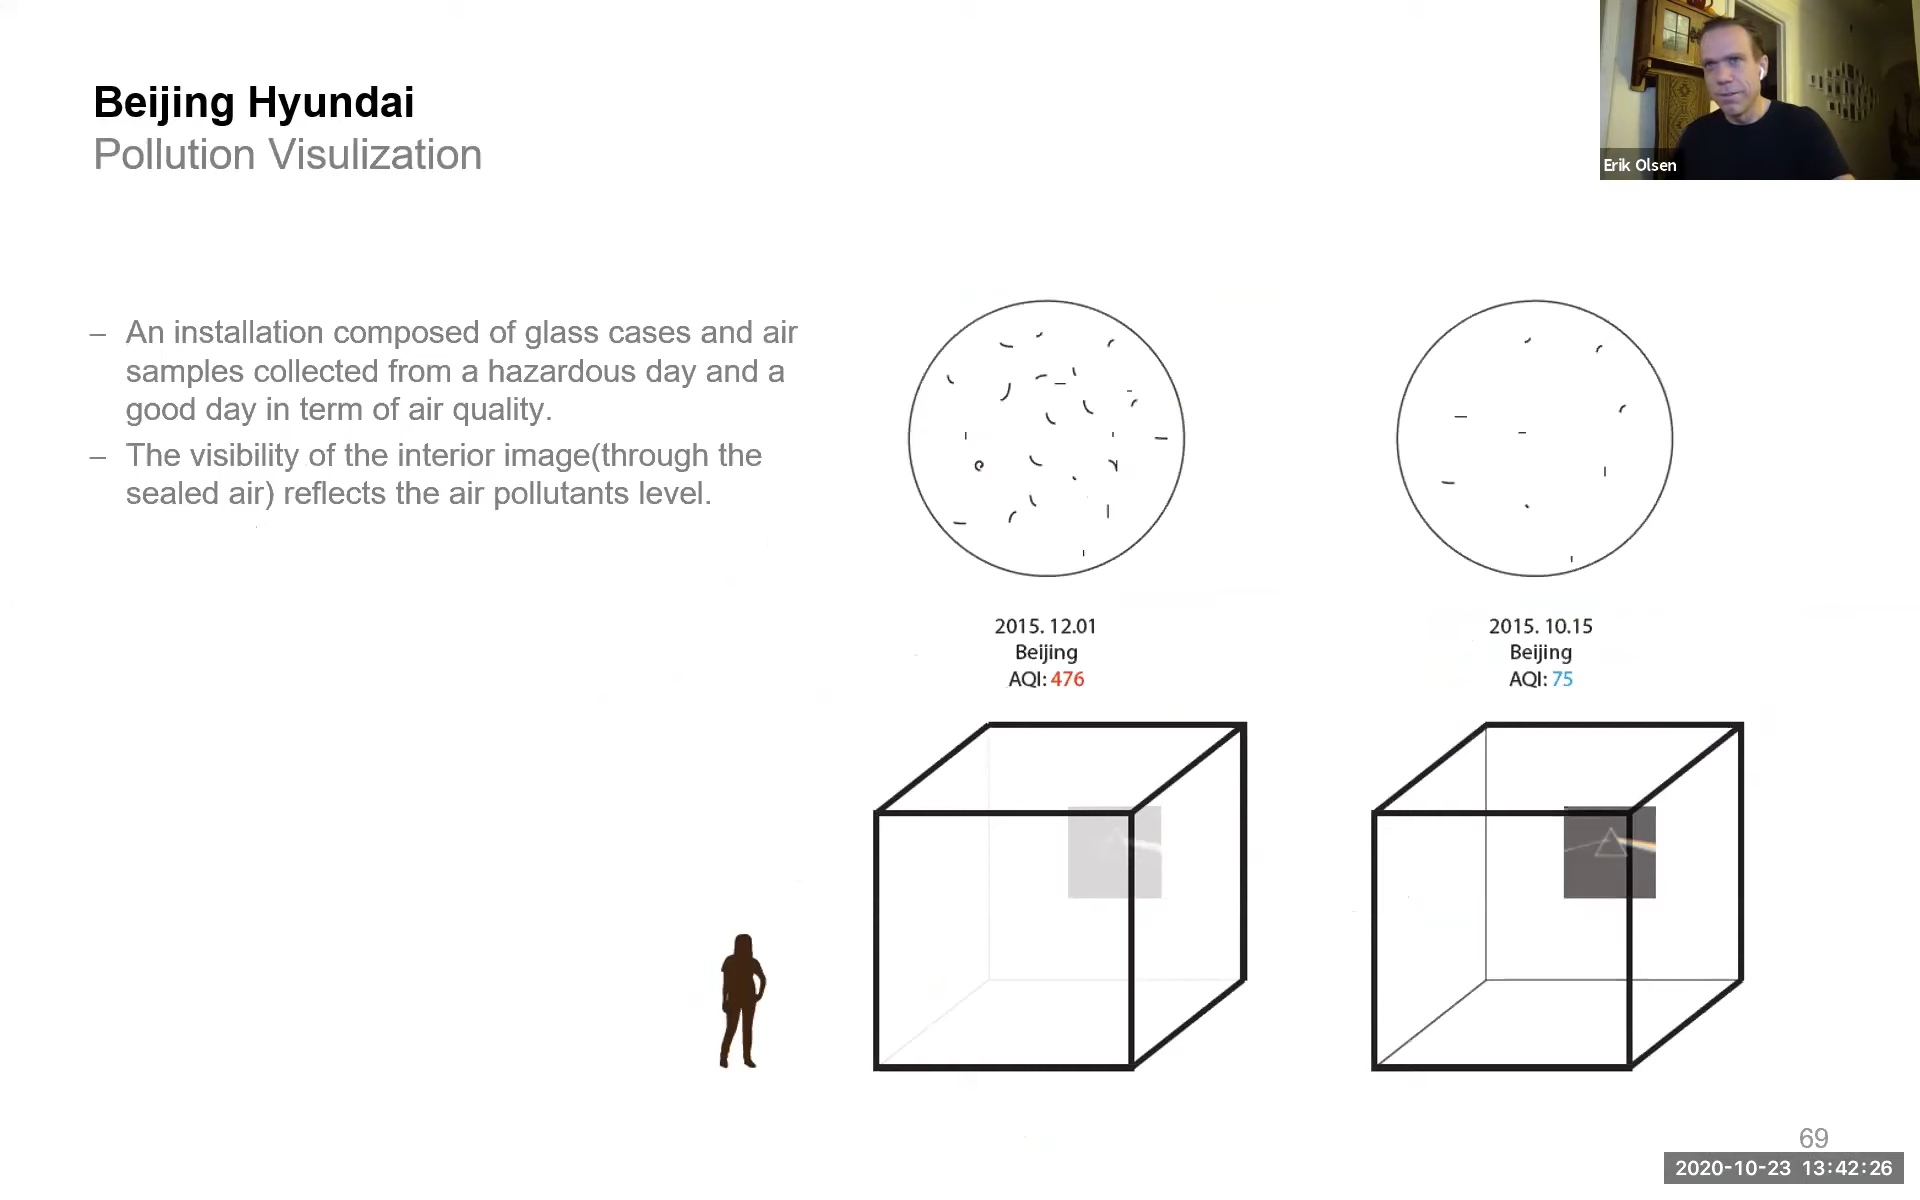 Beijing Hyundai
Pollution Visulization
Erik Olsen
– An installation composed of glass cases and air
samples collected from a hazardous day and a
good day in term of air quality.
– The visibility of the interior image(through the
sealed air) reflects the air pollutants level.
2015. 12.01
Beijing
AQI: 476
2015. 10.15
Beijing
AQI: 75
69
2020-10-23 13:42:26